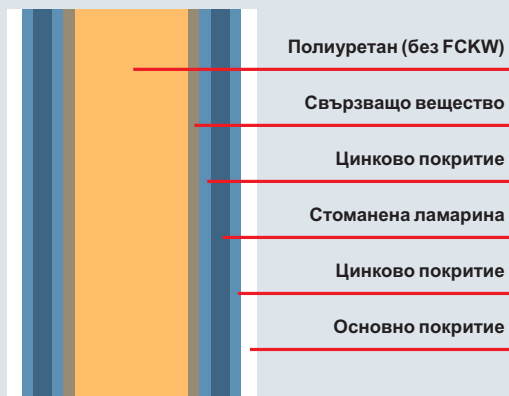 Полиуретан (без FCKW)
Свързващо вещество
Цинково покритие
Стоманена ламарина
Цинково покритие
Основно покритие